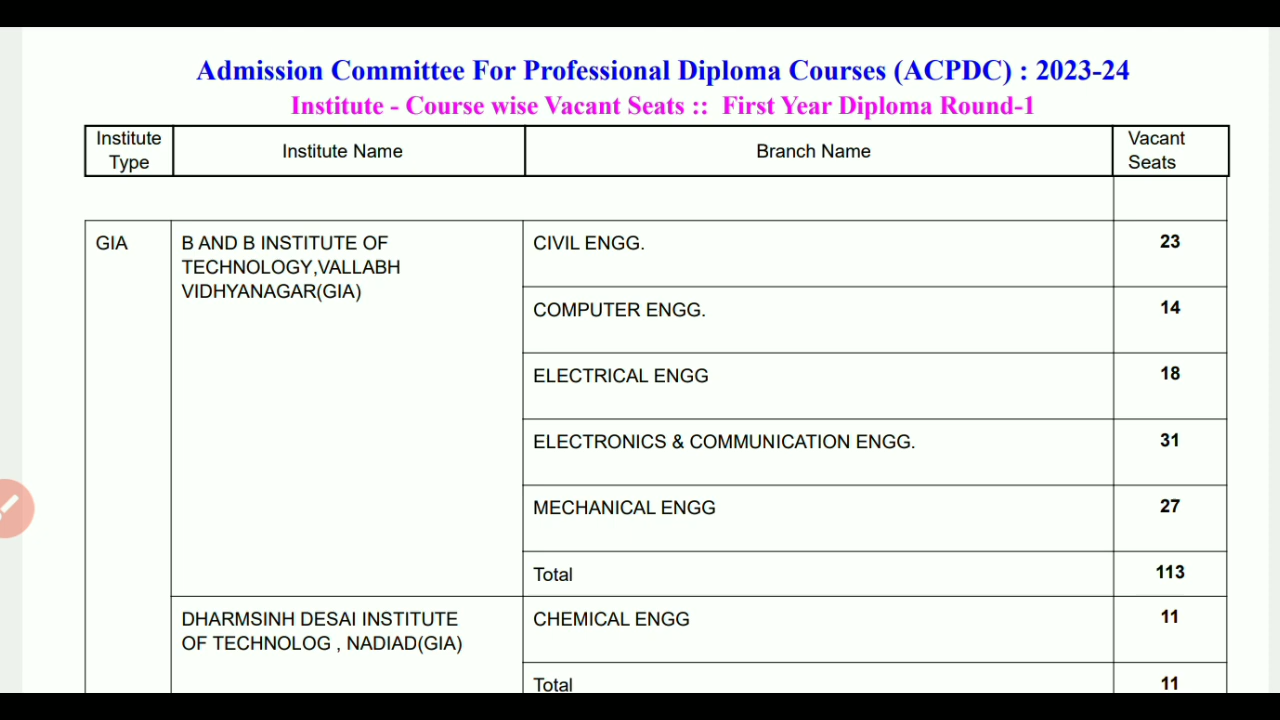 Admission Committee For Professional Diploma Courses (ACPDC) : 2023-24
Institute - Course wise Vacant Seats :: First Year Diploma Round-1
Institute Type Institute Name Branch Name Vacant Seats
GIA B AND B INSTITUTE OF CIVIL ENGG. 23
TECHNOLOGY,VALLABH
VIDHYANAGAR(GIA)
COMPUTER ENGG. 14
ELECTRICAL ENGG 18
ELECTRONICS & COMMUNICATION ENGG. 31
MECHANICAL ENGG 27
Total 113
DHARMSINH DESAI INSTITUTE CHEMICAL ENGG 11
OF TECHNOLOG , NADIAD(GIA)
Total 11